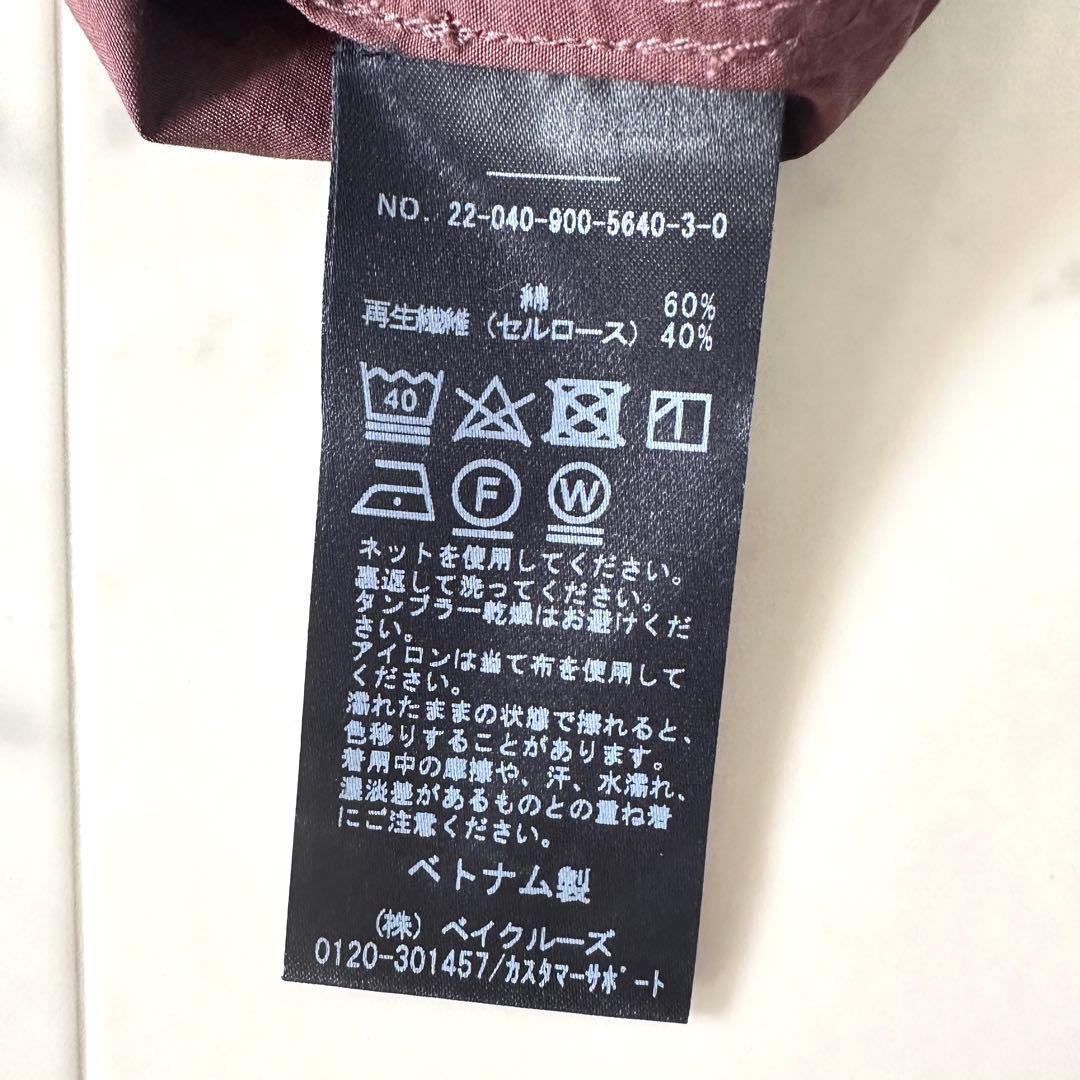 NO. 22-040-900-5640-3-0
綿 60%
再生繊維 (セルロース) 40%
40
F W
ネットを使用してください。
裏返して洗ってください。
タンブラー乾燥はお避けくだ
さい。
アイロンは当て布を使用して
ください。
濡れたままの状態で擦れると、
色移りすることがあります。
着用中の摩擦や、汗、水濡れ、
濃淡差があるものとの重ね着
にご注意ください。
ベトナム製
(株) ベイクルーズ
0120-301457/カスタマーサポート